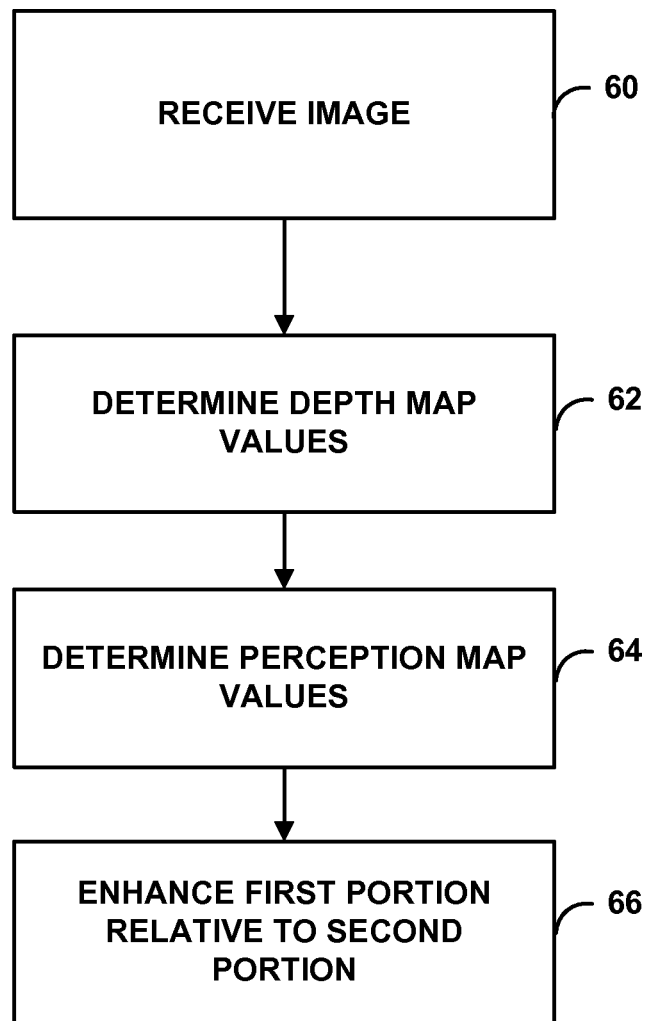 RECEIVE IMAGE
60
DETERMINE DEPTH MAP
VALUES
62
DETERMINE PERCEPTION MAP
VALUES
64
ENHANCE FIRST PORTION
RELATIVE TO SECOND
PORTION
66